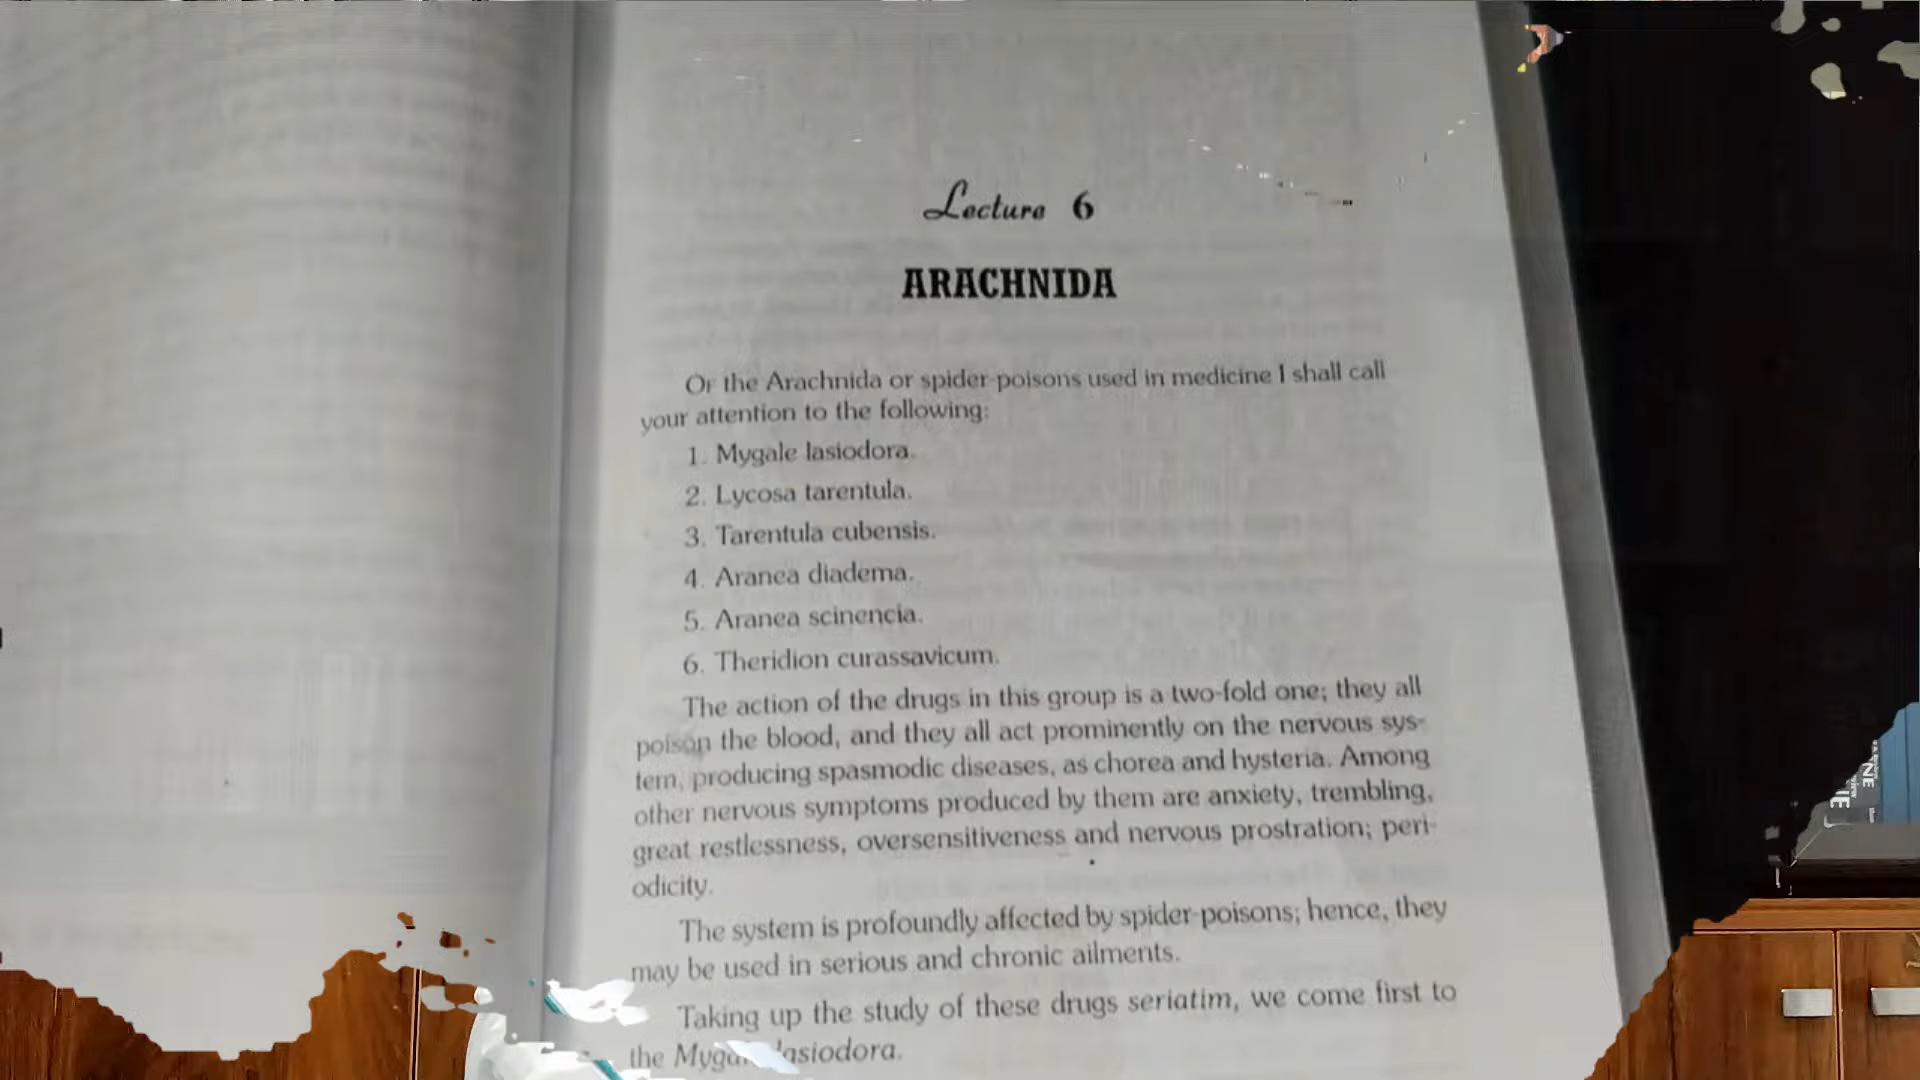 Lecture 6
ARACHNIDA
Of the Arachnida or spider-poisons used in medicine I shall call
your attention to the following:
1. Mygale lasiodora.
2. Lycosa tarentula.
3. Tarentula cubensis.
4. Aranea diadema.
5. Aranea scinencia.
6. Theridion curassavicum.
The action of the drugs in this group is a two-fold one; they all
poison the blood, and they all act prominently on the nervous sys-
tem, producing spasmodic diseases, as chorea and hysteria. Among
other nervous symptoms produced by them are anxiety, trembling,
great restlessness, oversensitiveness and nervous prostration; peri-
odicity.
The system is profoundly affected by spider-poisons; hence, they
may be used in serious and chronic ailments.
Taking up the study of these drugs seriatim, we come first to
the lasiodora.